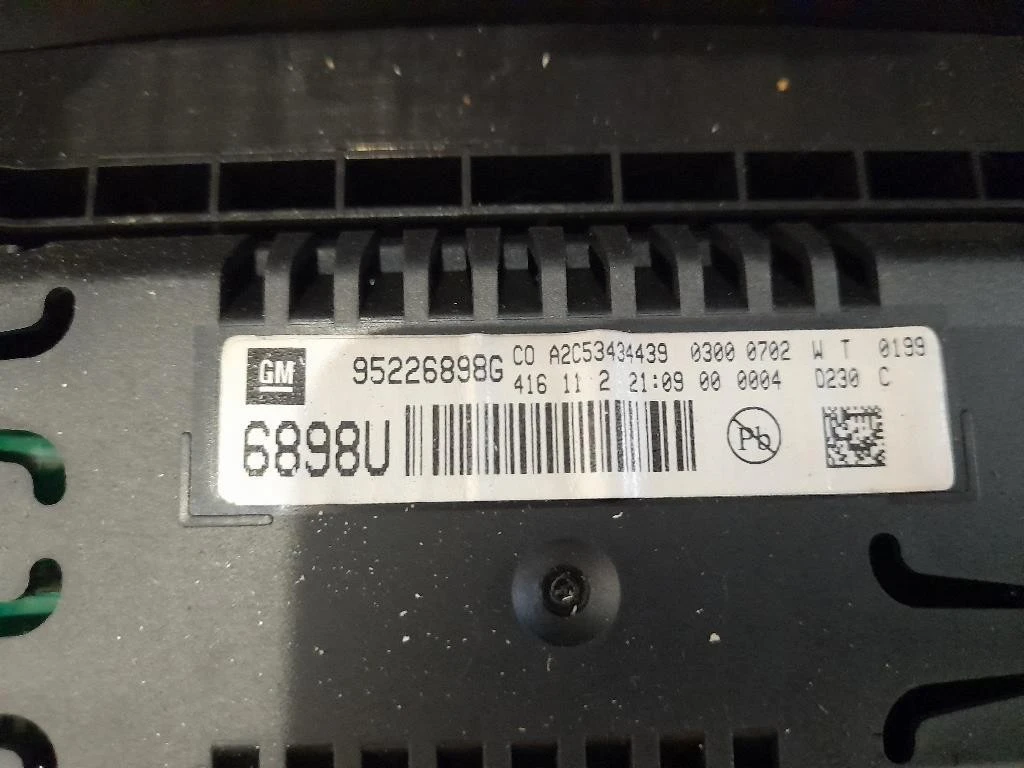 GM 95226898G CO A2C53434439 0300 0702 W T 0199
416 11 2 21:09 00 0004 D230 C
6898U Pb